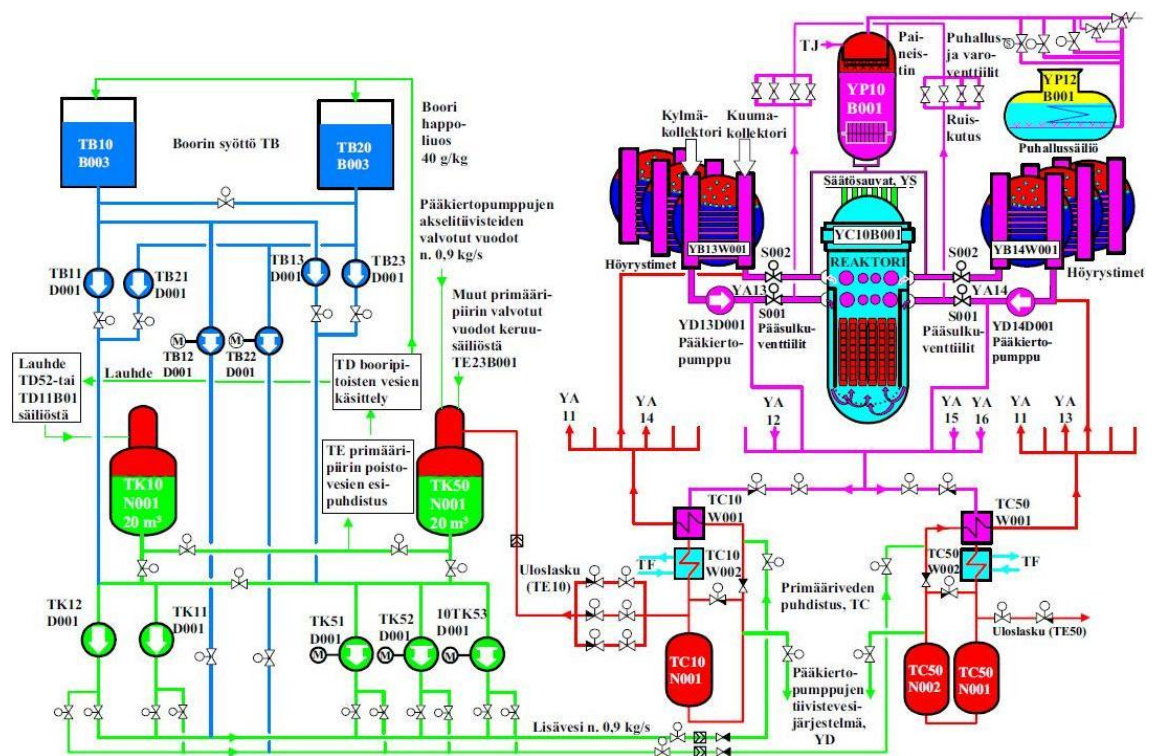 TB10
B003
TB20
B003
Boorin syöttö TB
Boori
happo-
liuos
40 g/kg
Pääkiertopumppujen
akselitiivisteiden
valvotut vuodot
n. 0,9 kg/s
TB11
D001
TB21
D001
TB13
D001
TB23
D001
Muut primääri-
piirin valvotut
vuodot keruu-
säiliöstä
TE23B001
M
TB12
D001
M
TB22
D001
Lauhde
TD52-tai
TD11B01
säiliöstä
Lauhde
TD booripi-
toisten vesien
käsittely
TE primääri-
piirin poisto-
vesien esi-
puhdistus
TK10
N001
20 m³
TK50
N001
20 m³
TK12
D001
TK11
D001
TK51
D001
M
TK52
D001
M
10TK53
D001
M
Lisävesi n. 0,9 kg/s
Uloslasku
(TE10)
TJ
Paineis-
tin
YP10
B001
Puhallus-
ja varo-
venttiilit
YP12
B001
Puhallussäiliö
Ruis-
kutus
Kylmä-
kollektori
Kuuma-
kollektori
Säätösauvat, YS
YC10B001
REAKTORI
YB13W001
YB14W001
Höyrystimet
Höyrystimet
S002
S002
YA13
YA14
S001
Pääsulku-
venttiilit
S001
Pääsulku-
venttiilit
YD13D001
Pääkierto-
pumppu
YD14D001
Pääkierto-
pumppu
YA
11
YA
14
YA
12
YA
15
YA
16
YA
11
YA
13
TC10
W001
TC10
W002
TF
TC50
W001
TC50
W002
TF
Primääriveden
puhdistus, TC
Uloslasku (TE50)
TC10
N001
TC50
N002
TC50
N001
Pääkierto-
pumppujen
tiivistevesi-
järjestelmä,
YD